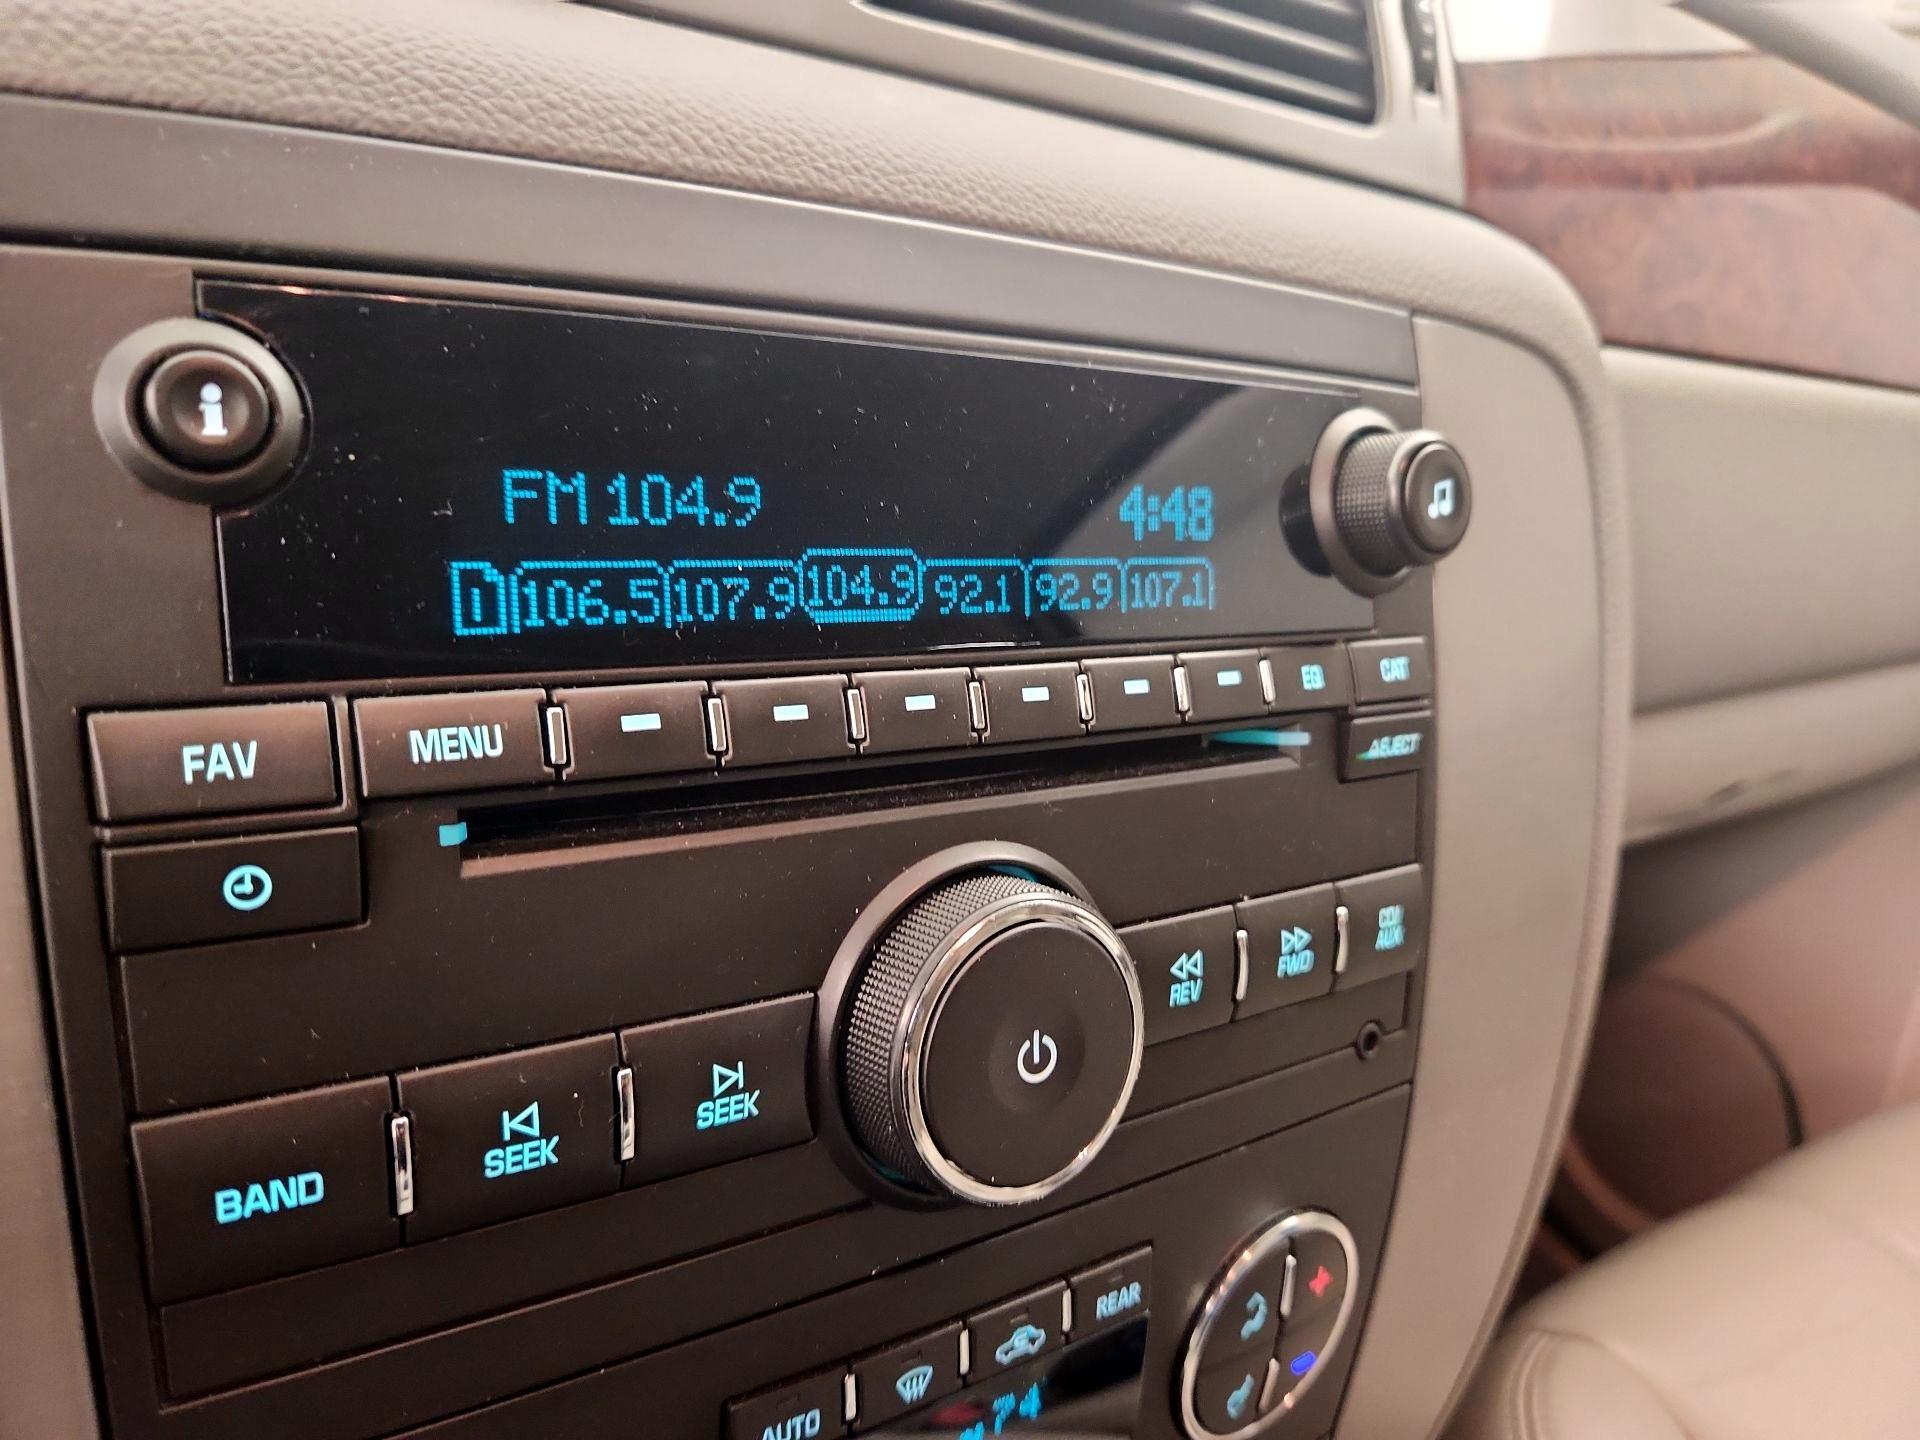 i
FM 104.9 4:48
1 106.5 107.9 104.9 92.1 92.9 107.1
FAV MENU EQ CAT
EJECT
REV FWD CD/
AUX
SEEK SEEK
BAND
REAR
AUTO